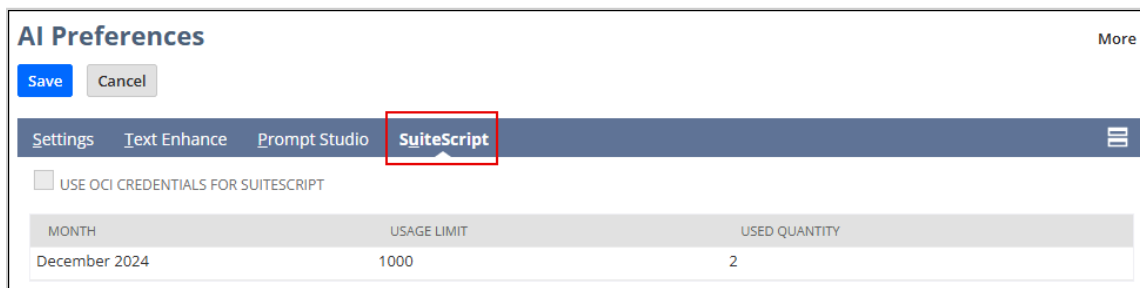 AI Preferences
More
Save Cancel
Settings Text Enhance Prompt Studio SuiteScript
USE OCI CREDENTIALS FOR SUITESCRIPT
MONTH USAGE LIMIT USED QUANTITY
December 2024 1000 2